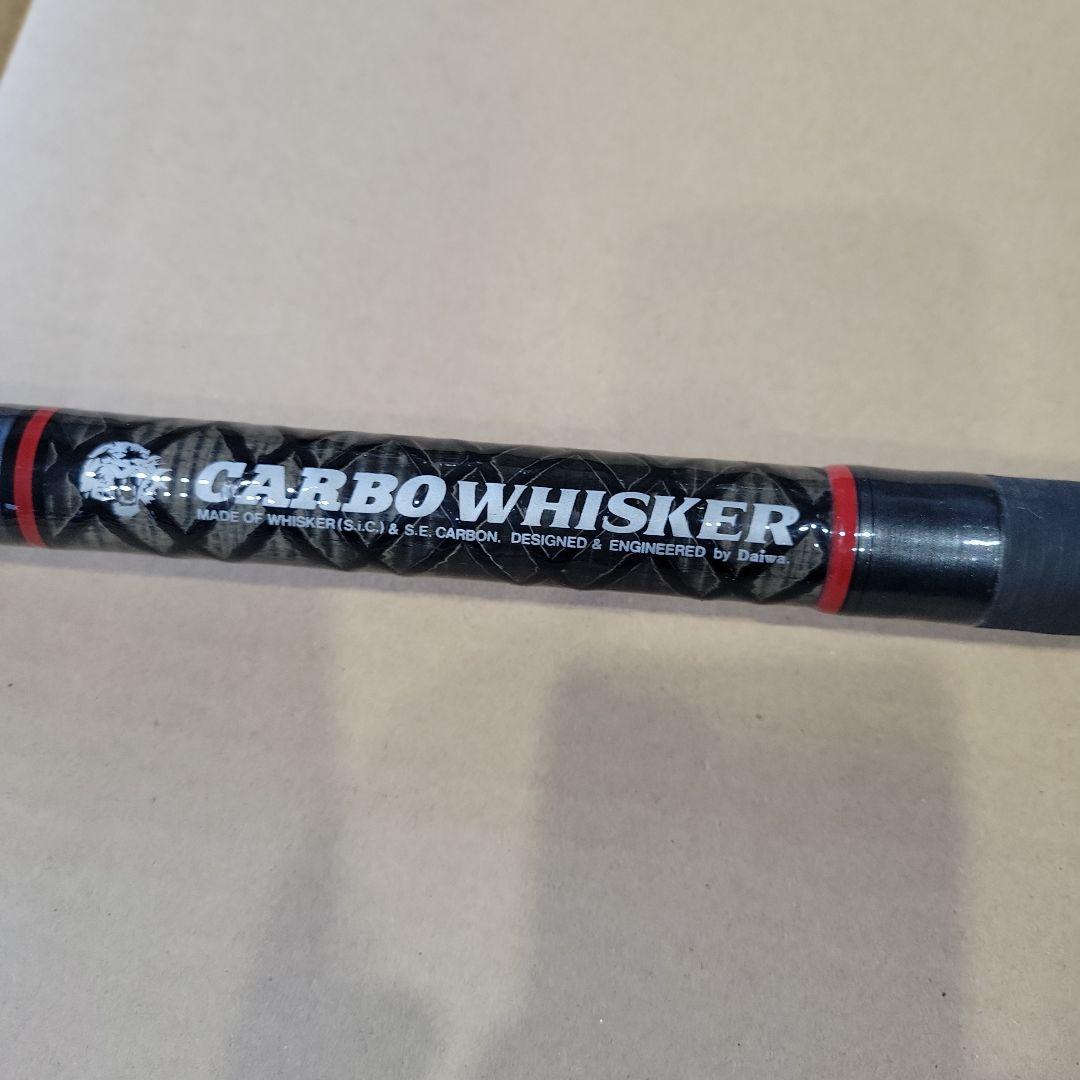 CARBO WHISKER
MADE OF WHISKER(S.i.C.) & S.E. CARBON. DESIGNED & ENGINEERED by Daiwa.